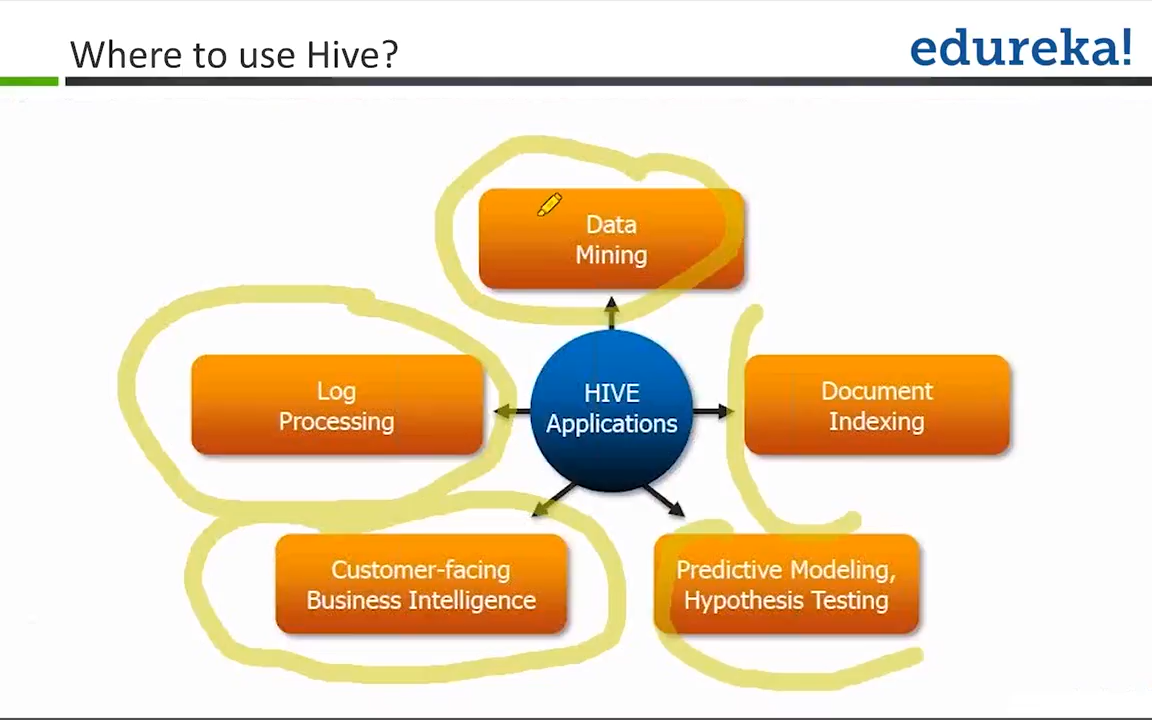 Where to use Hive?
edureka!
Data
Mining
Log
Processing
HIVE
Applications
Document
Indexing
Customer-facing
Business Intelligence
Predictive Modeling,
Hypothesis Testing